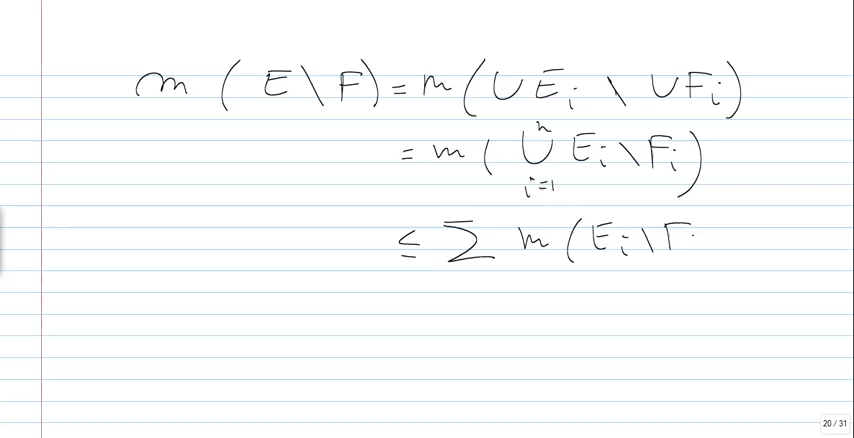 m ( E \ F ) = m ( ∪ E_i \ ∪ F_i )
= m ( ∪_{i=1}^{n} E_i \ F_i )
≤ ∑ m ( E_i \ F
20 / 31